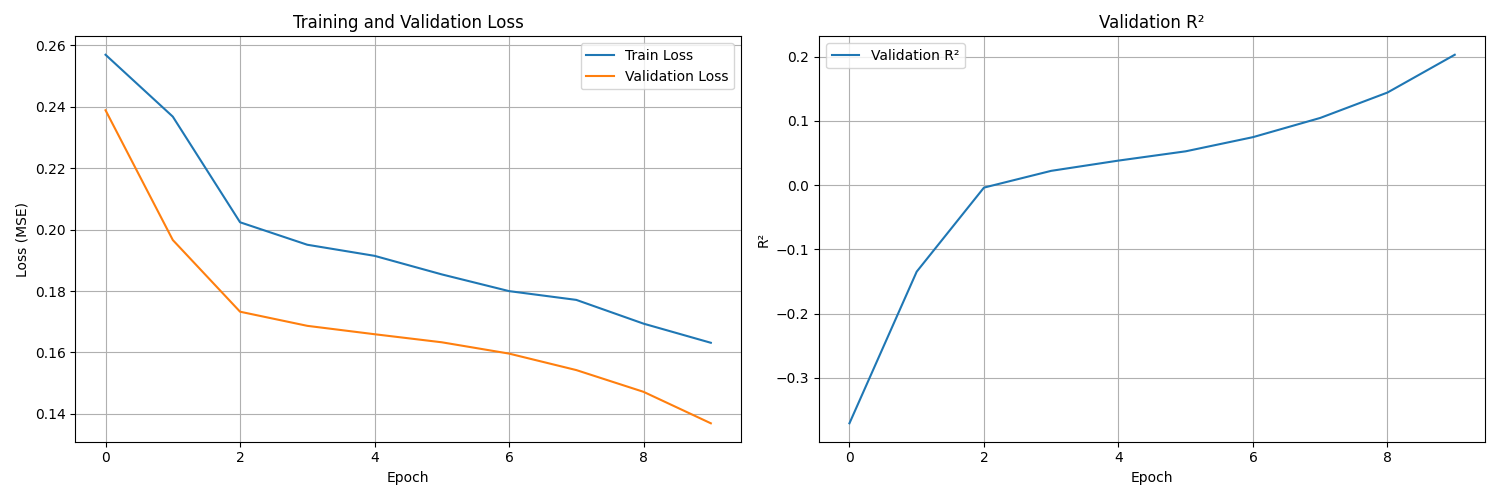 Training and Validation Loss
0.26
0.24
0.22
0.20
0.18
0.16
0.14
Loss (MSE)
Train Loss
Validation Loss
0 2 4 6 8
Epoch
Validation R²
0.2
0.1
0.0
−0.1
−0.2
−0.3
R²
Validation R²
0 2 4 6 8
Epoch